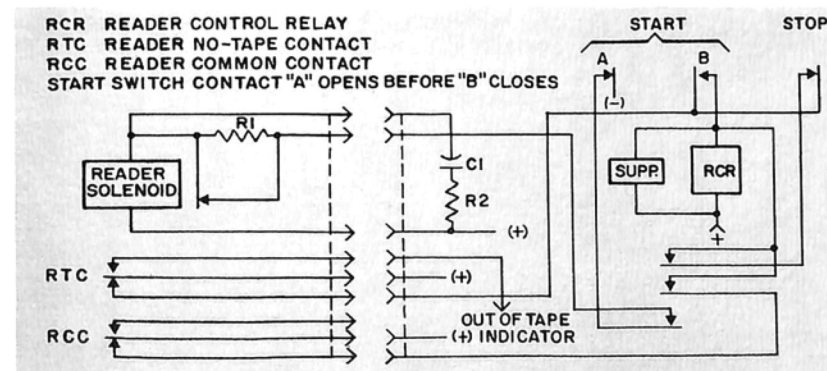 RCR READER CONTROL RELAY
RTC READER NO-TAPE CONTACT
RCC READER COMMON CONTACT
START SWITCH CONTACT "A" OPENS BEFORE "B" CLOSES
START
STOP
A
B
(-)
R1
READER
SOLENOID
C1
R2
(+)
SUPP.
RCR
+
RTC
(+)
OUT OF TAPE
INDICATOR
RCC
(+)